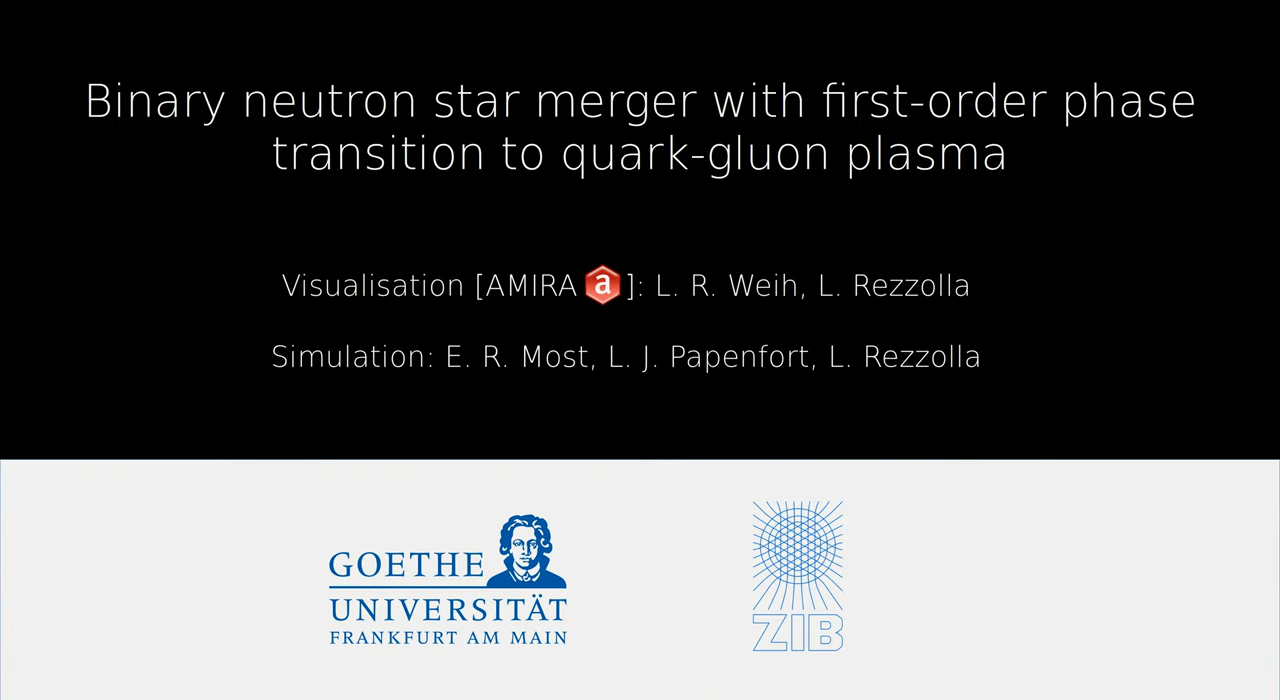 Binary neutron star merger with first-order phase
transition to quark-gluon plasma
Visualisation [AMIRA a ]: L. R. Weih, L. Rezzolla
Simulation: E. R. Most, L. J. Papenfort, L. Rezzolla
GOETHE
UNIVERSITÄT
FRANKFURT AM MAIN
ZIB